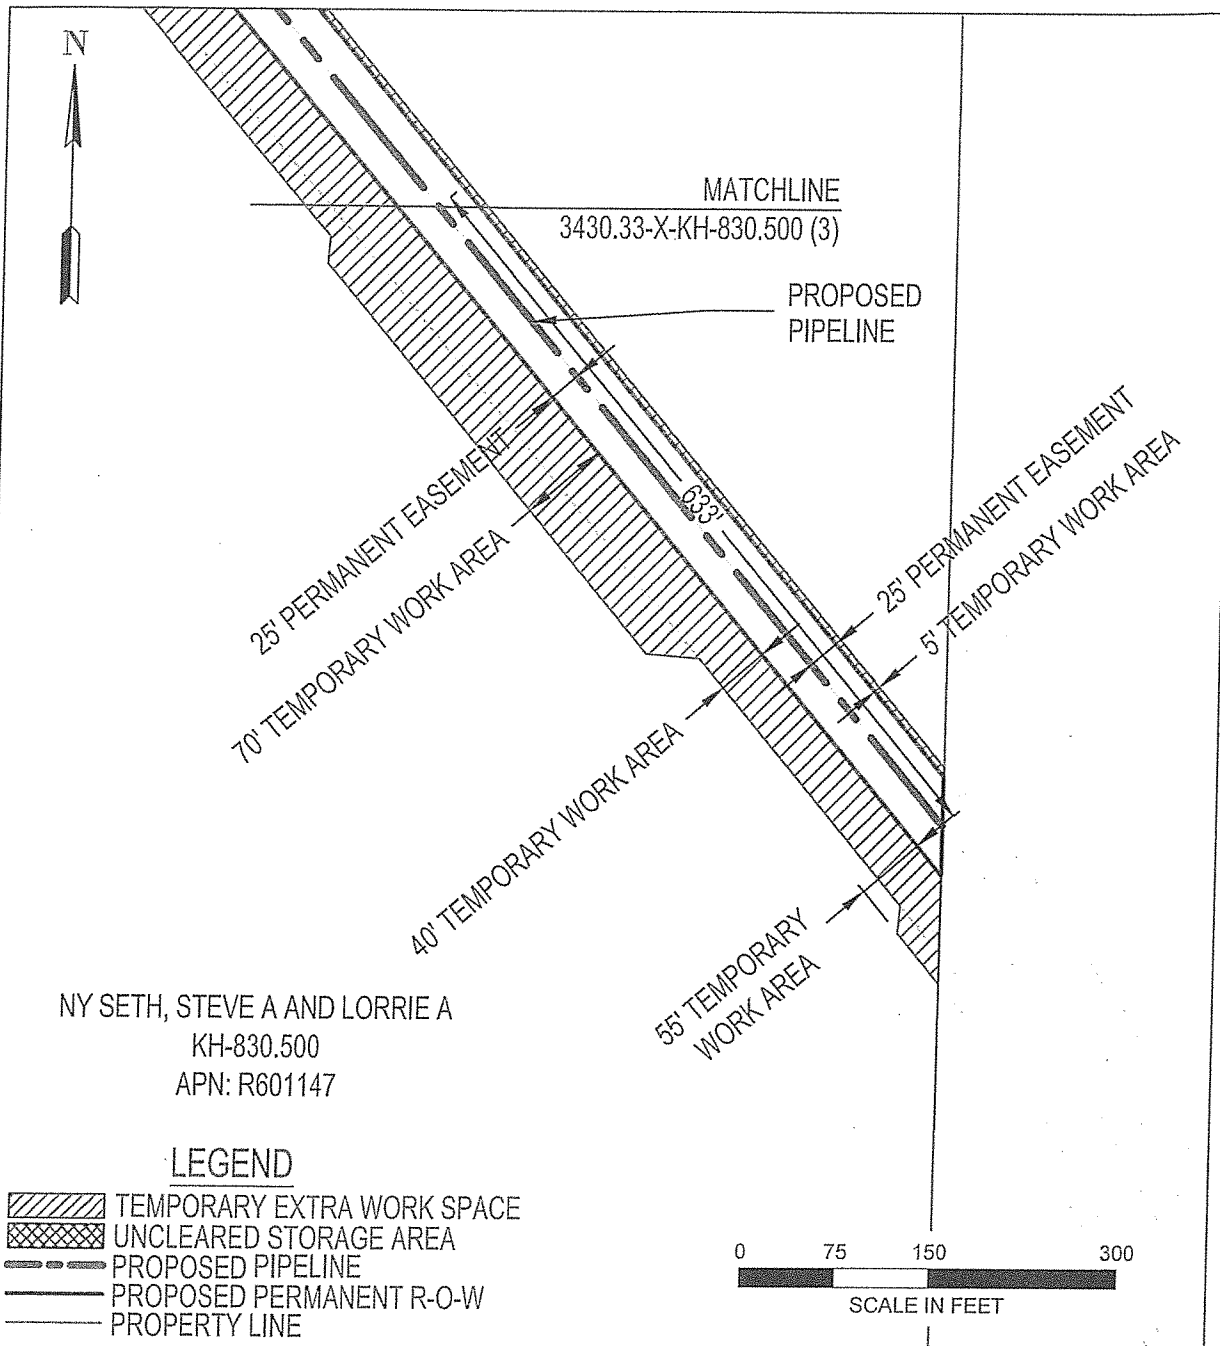 N
MATCHLINE
3430.33-X-KH-830.500 (3)
PROPOSED
PIPELINE
25' PERMANENT EASEMENT
70' TEMPORARY WORK AREA
633'
25' PERMANENT EASEMENT
5' TEMPORARY WORK AREA
40' TEMPORARY WORK AREA
55' TEMPORARY
WORK AREA
NY SETH, STEVE A AND LORRIE A
KH-830.500
APN: R601147
LEGEND
TEMPORARY EXTRA WORK SPACE
UNCLEARED STORAGE AREA
PROPOSED PIPELINE
PROPOSED PERMANENT R-O-W
PROPERTY LINE
0 75 150 300
SCALE IN FEET